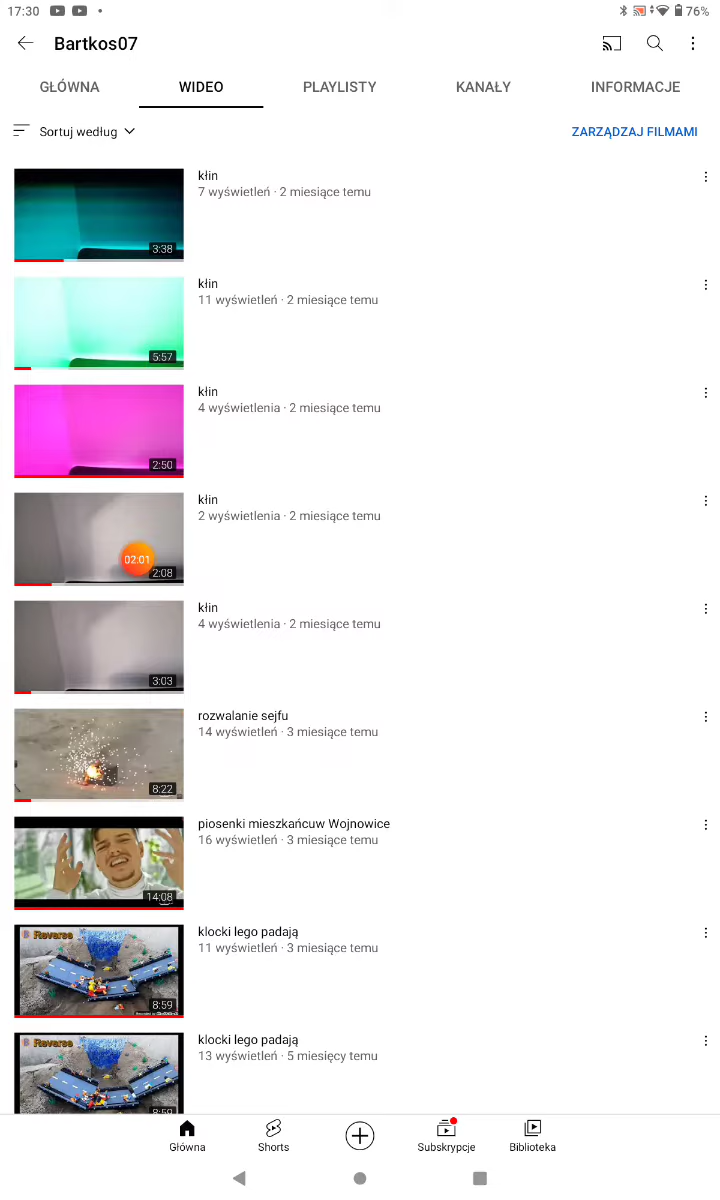 17:30
76%
Bartkos07
GŁÓWNA WIDEO PLAYLISTY KANAŁY INFORMACJE
Sortuj według
ZARZĄDZAJ FILMAMI
kłin
7 wyświetleń · 2 miesiące temu
3:38
kłin
11 wyświetleń · 2 miesiące temu
5:57
kłin
4 wyświetlenia · 2 miesiące temu
2:50
kłin
2 wyświetlenia · 2 miesiące temu
02:01
2:08
kłin
4 wyświetlenia · 2 miesiące temu
3:03
rozwalanie sejfu
14 wyświetleń · 3 miesiące temu
8:22
piosenki mieszkańcuw Wojnowice
16 wyświetleń · 3 miesiące temu
14:08
klocki lego padają
11 wyświetleń · 3 miesiące temu
Reverse
8:59
klocki lego padają
13 wyświetleń · 5 miesięcy temu
Reverse
8:59
Główna Shorts Subskrypcje Biblioteka